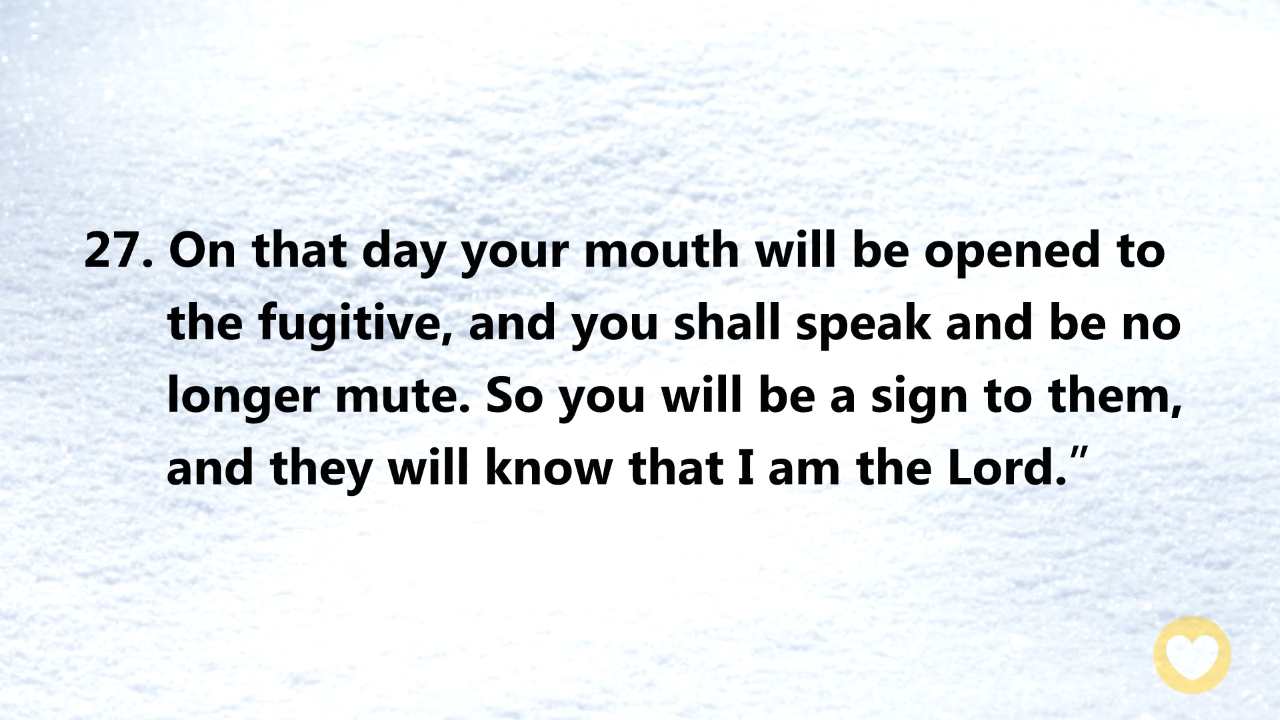 27. On that day your mouth will be opened to
the fugitive, and you shall speak and be no
longer mute. So you will be a sign to them,
and they will know that I am the Lord.”